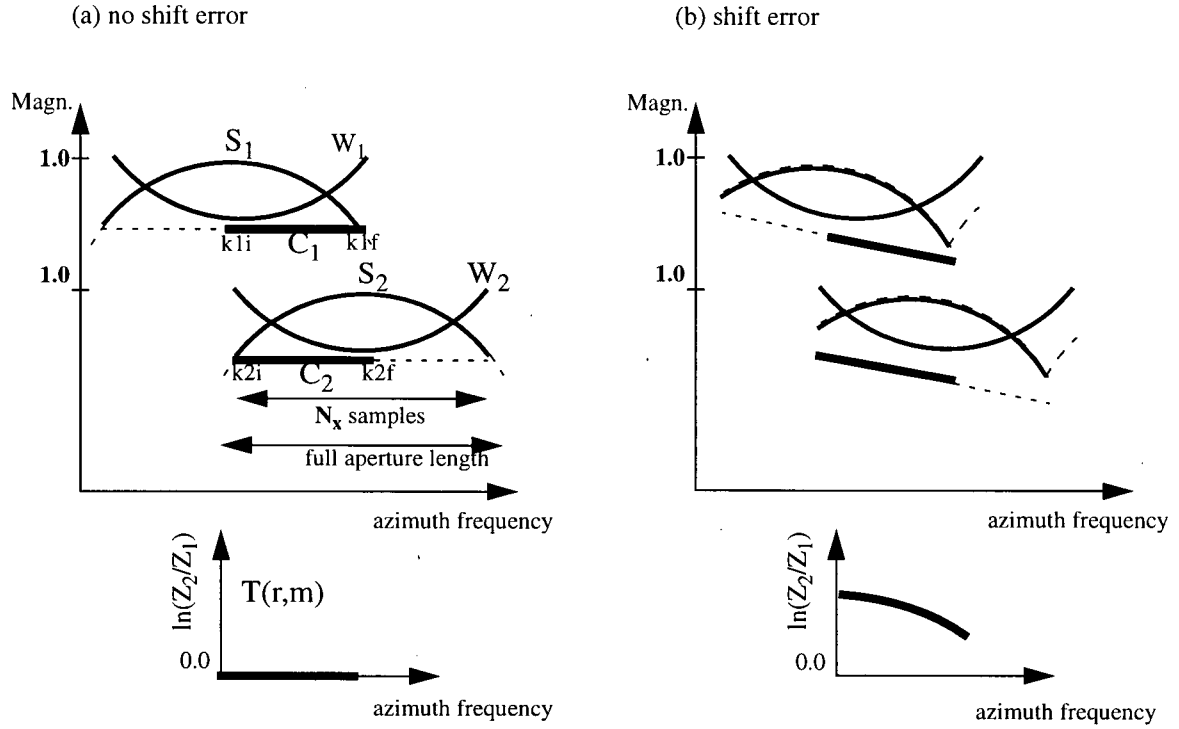 (a) no shift error
(b) shift error
Magn.
1.0
S1
W1
k1i
C1
k1f
1.0
S2
W2
k2i
C2
k2f
Nx samples
full aperture length
azimuth frequency
ln(Z2/Z1)
T(r,m)
0.0
azimuth frequency
Magn.
1.0
1.0
azimuth frequency
ln(Z2/Z1)
0.0
azimuth frequency